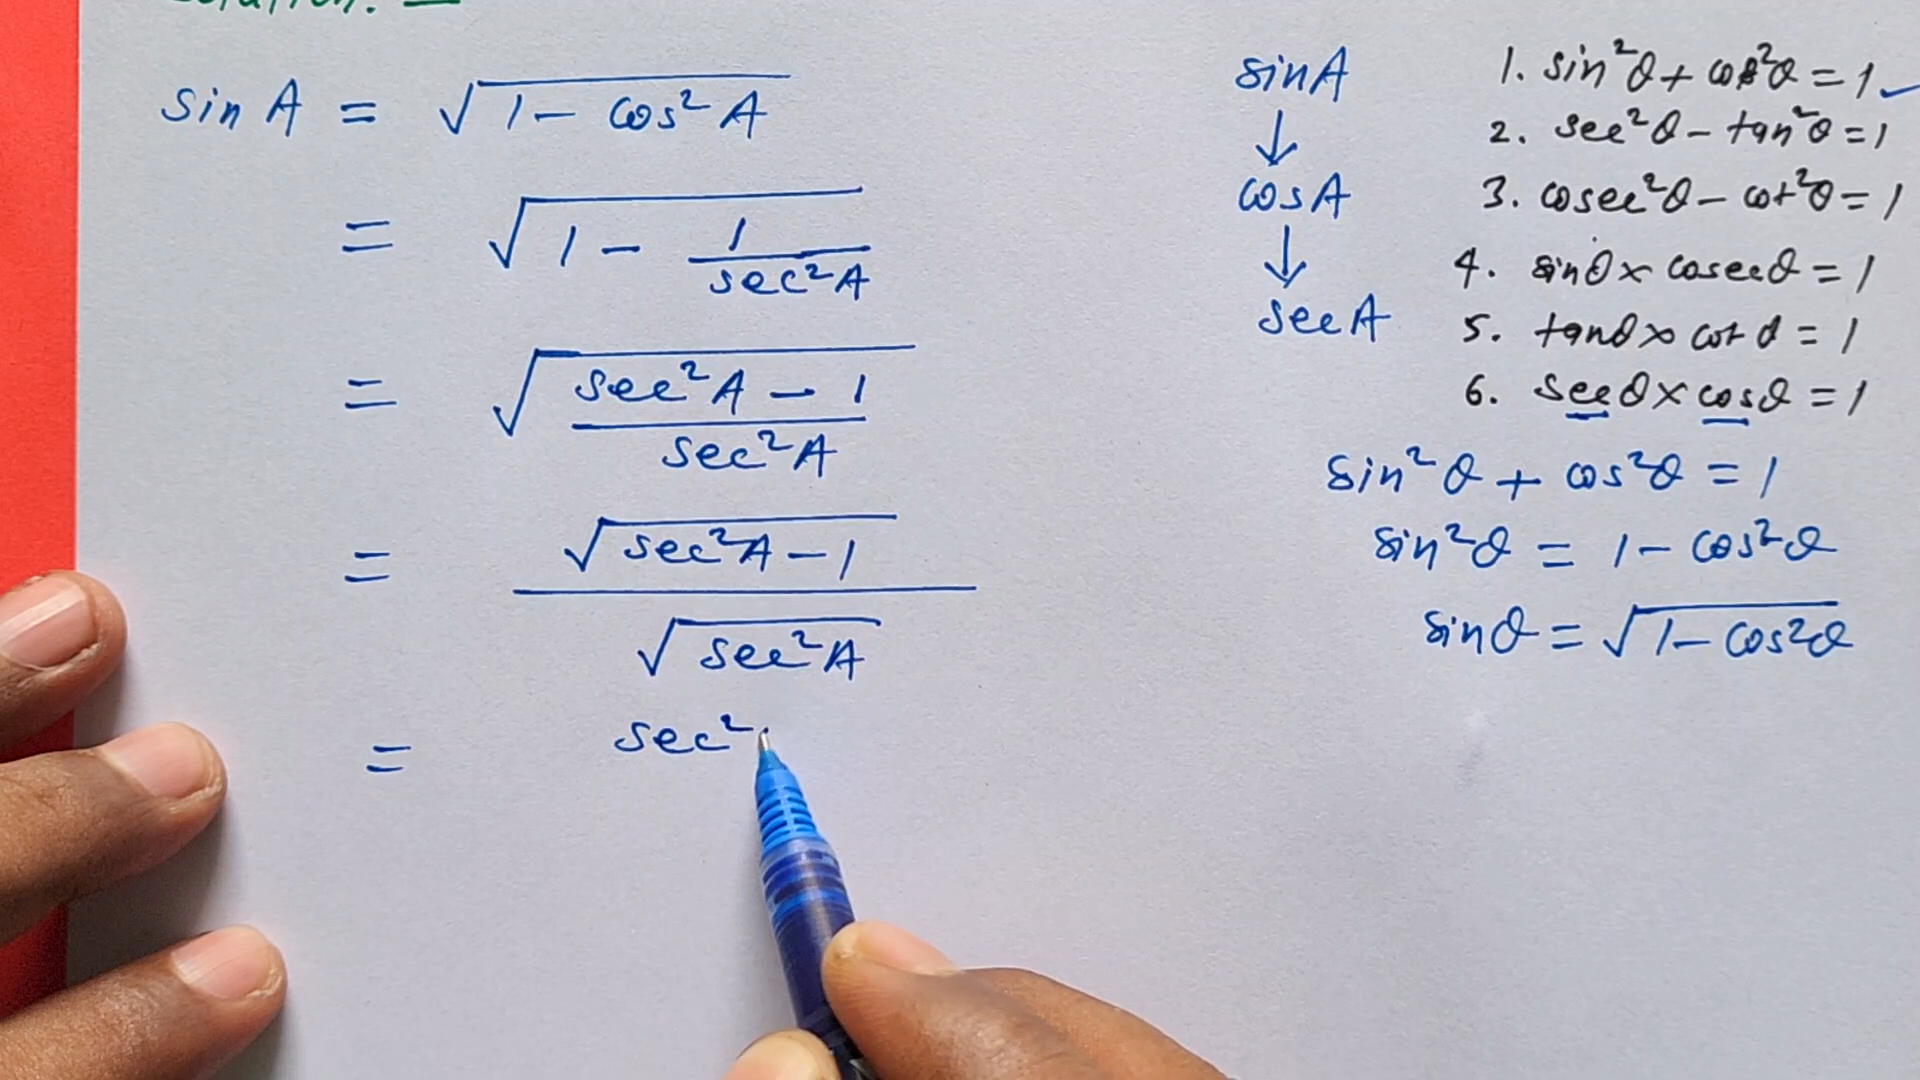 Solution: =
sin A = √(1 - cos² A)
= √(1 - 1/sec²A)
= √((sec²A - 1)/sec²A)
= √(sec²A - 1)/√(sec²A)
= sec²
sinA
↓
cosA
↓
secA
1. sin²θ + cos²θ = 1 ✓
2. sec²θ - tan²θ = 1
3. cosec²θ - cot²θ = 1
4. sinθ × cosecθ = 1
5. tanθ × cot θ = 1
6. secθ × cosθ = 1
sin²θ + cos²θ = 1
sin²θ = 1 - cos²θ
sinθ = √(1 - cos²θ)